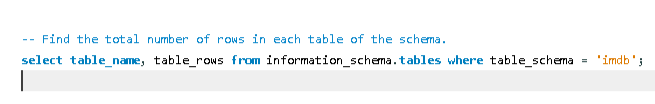 -- Find the total number of rows in each table of the schema.
select table_name, table_rows from information_schema.tables where table_schema = 'imdb';